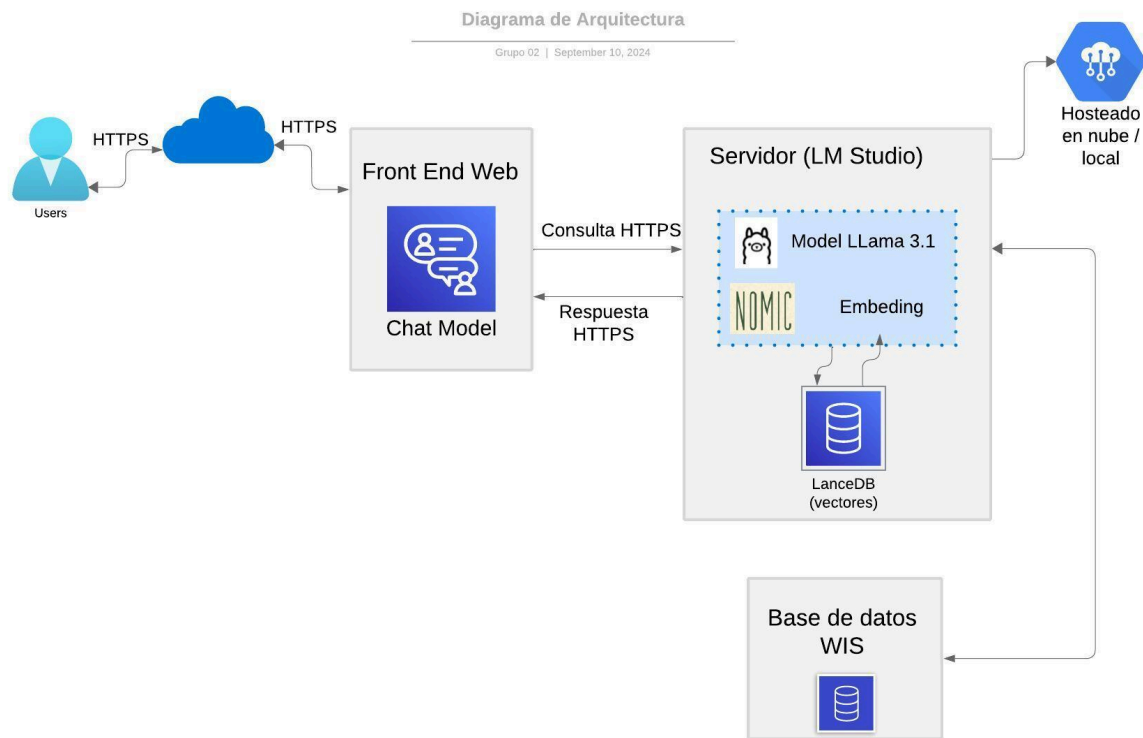 Diagrama de Arquitectura
Grupo 02 | September 10, 2024
HTTPS
HTTPS
Users
Front End Web
Chat Model
Consulta HTTPS
Respuesta
HTTPS
Servidor (LM Studio)
Model LLama 3.1
NOMIC
Embeding
LanceDB
(vectores)
Hosteado
en nube /
local
Base de datos
WIS